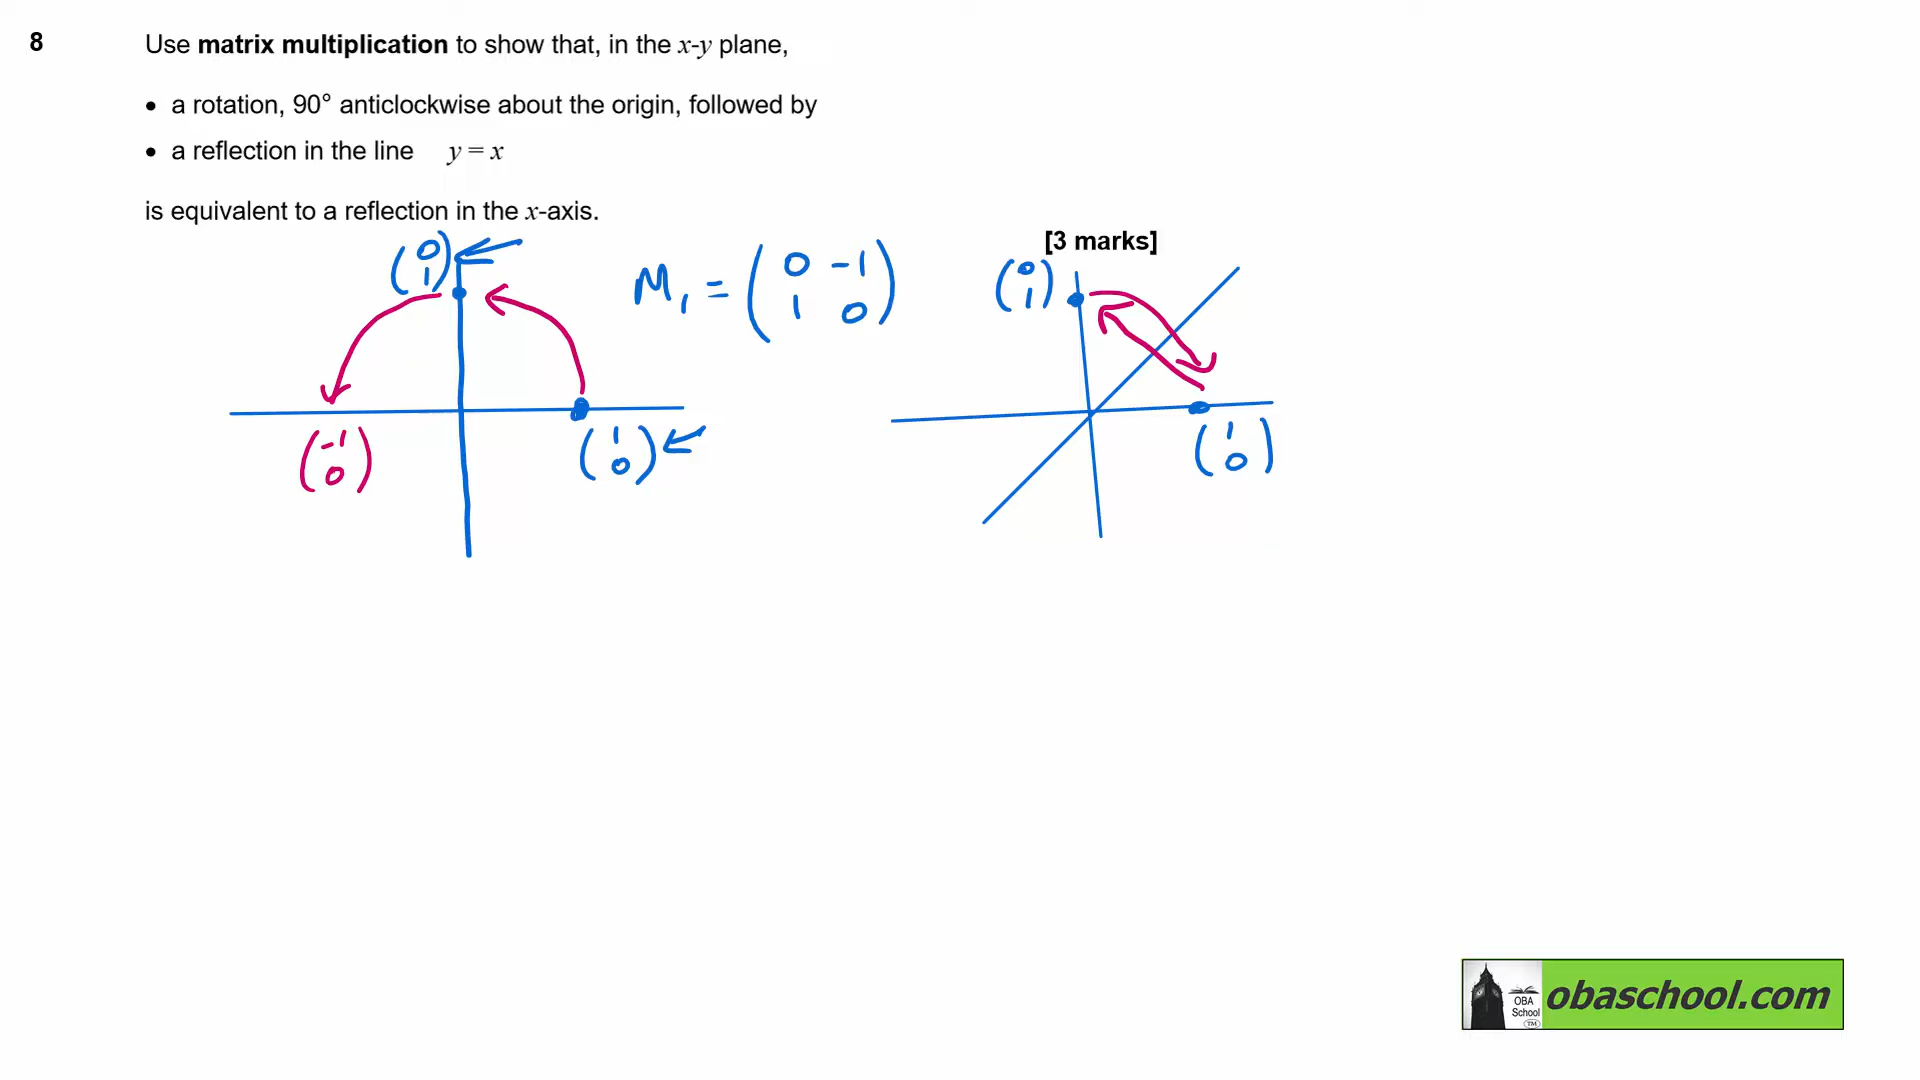 8 Use matrix multiplication to show that, in the x-y plane,
• a rotation, 90° anticlockwise about the origin, followed by
• a reflection in the line y = x
is equivalent to a reflection in the x-axis.
[3 marks]
(0 1)
M₁ = (0 -1
1 0)
(0 1)
(-1 0)
(1 0)
(1 0)
OBA School TM
obaschool.com